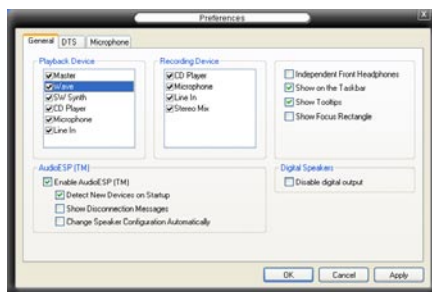 Preferences
General DTS Microphone
Playback Device
Master
Wave
SW Synth
CD Player
Microphone
Line In
Recording Device
CD Player
Microphone
Line In
Stereo Mix
Independent Front Headphones
Show on the Taskbar
Show Tooltips
Show Focus Rectangle
AudioESP (TM)
Enable AudioESP (TM)
Detect New Devices on Startup
Show Disconnection Messages
Change Speaker Configuration Automatically
Digital Speakers
Disable digital output
OK Cancel Apply